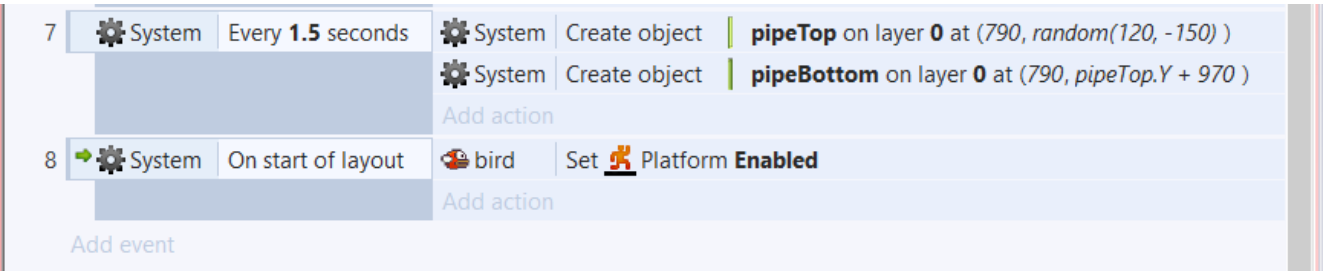 7 System Every 1.5 seconds System Create object pipeTop on layer 0 at (790, random(120, -150) )
System Create object pipeBottom on layer 0 at (790, pipeTop.Y + 970 )
Add action
8 System On start of layout bird Set Platform Enabled
Add action
Add event